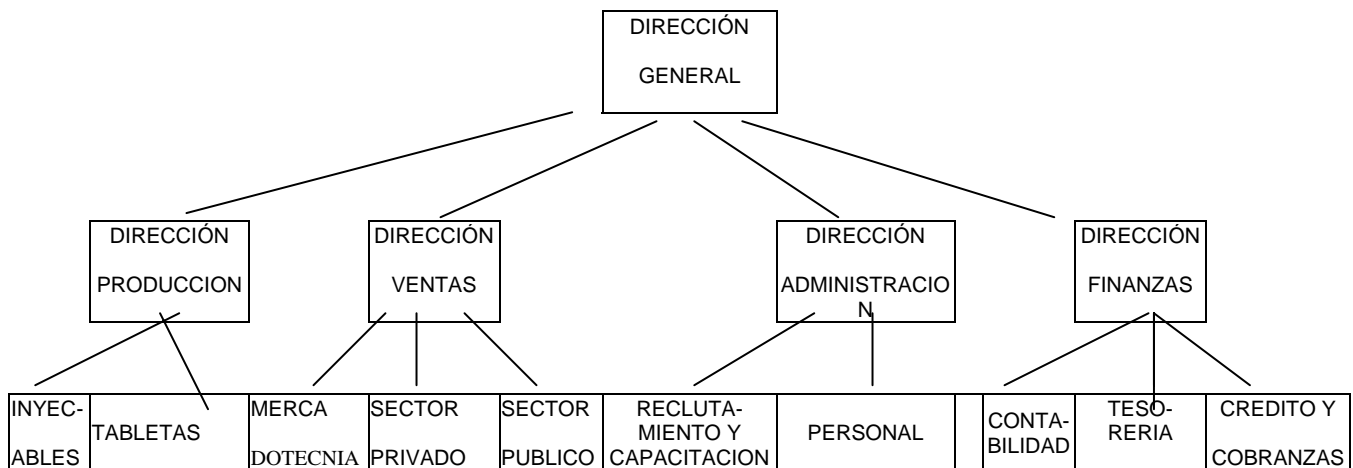 DIRECCIÓN
GENERAL
DIRECCIÓN
PRODUCCION
DIRECCIÓN
VENTAS
DIRECCIÓN
ADMINISTRACIO
N
DIRECCIÓN
FINANZAS
INYEC-
ABLES
TABLETAS
MERCA
DOTECNIA
SECTOR
PRIVADO
SECTOR
PUBLICO
RECLUTA-
MIENTO Y
CAPACITACION
PERSONAL
CONTA-
BILIDAD
TESO-
RERIA
CREDITO Y
COBRANZAS